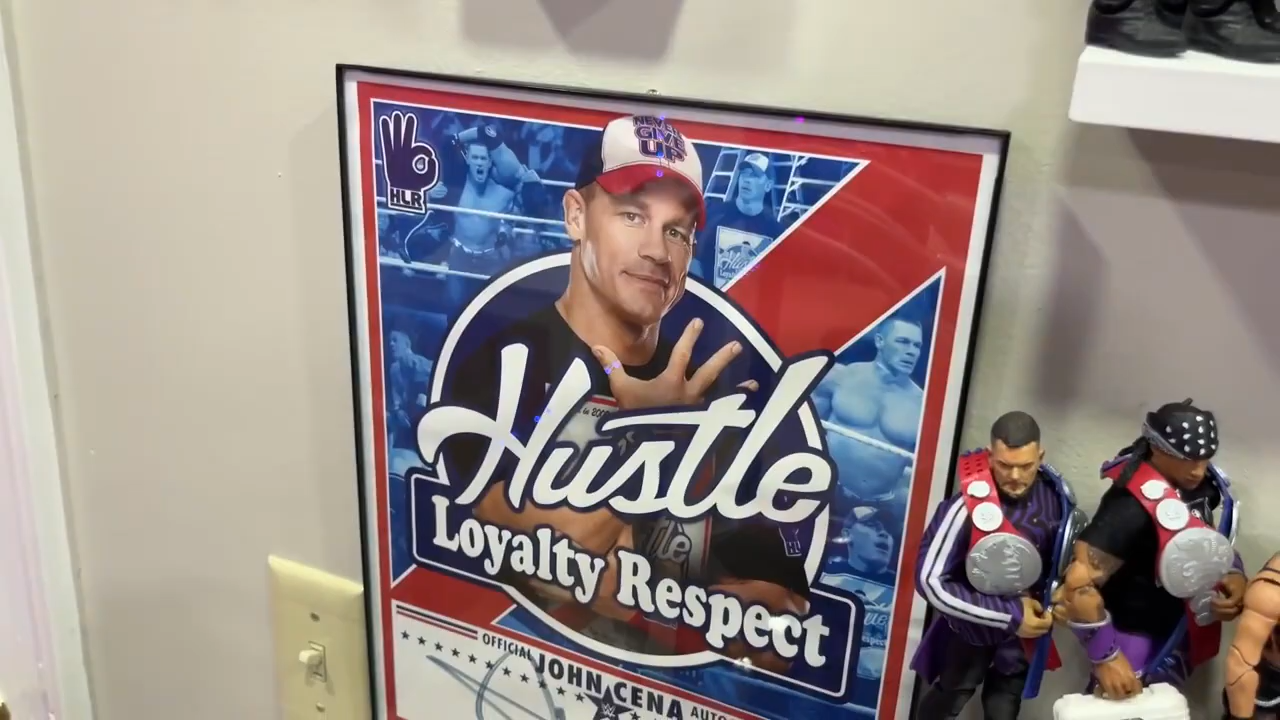 NEVER
GIVE
UP
HLR
Hustle
Loyalty Respect
OFFICIAL JOHN CENA